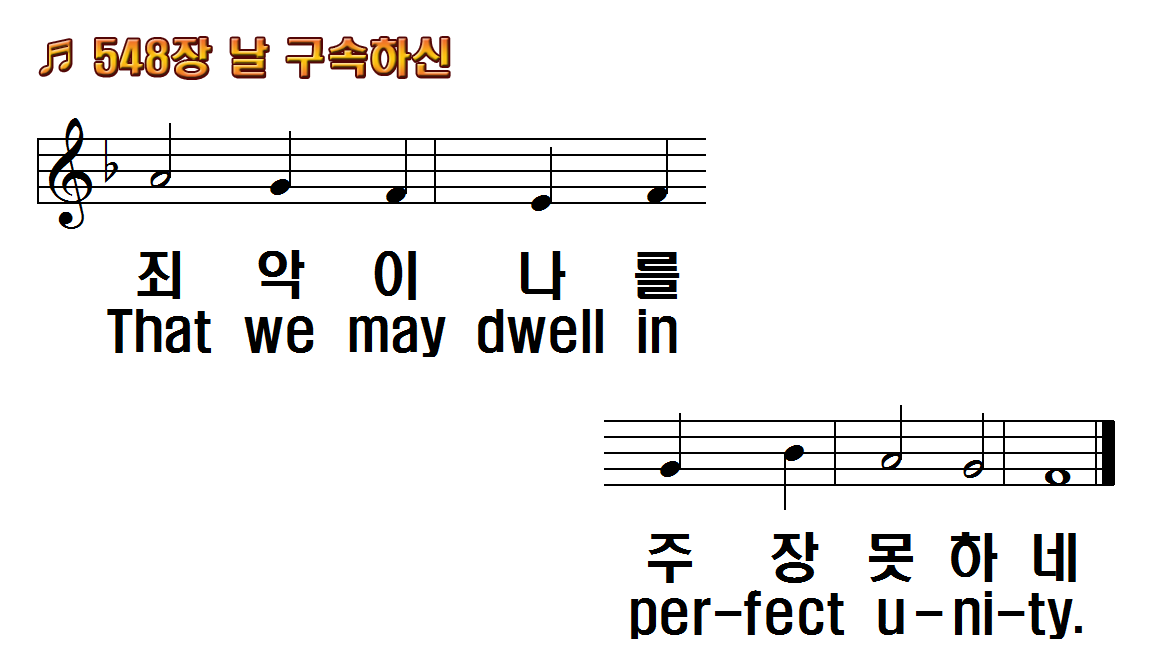 ♬ 548장 날 구속하신
죄 악 이 나 를
That we may dwell in
주 장 못 하 네
per-fect u-ni-ty.